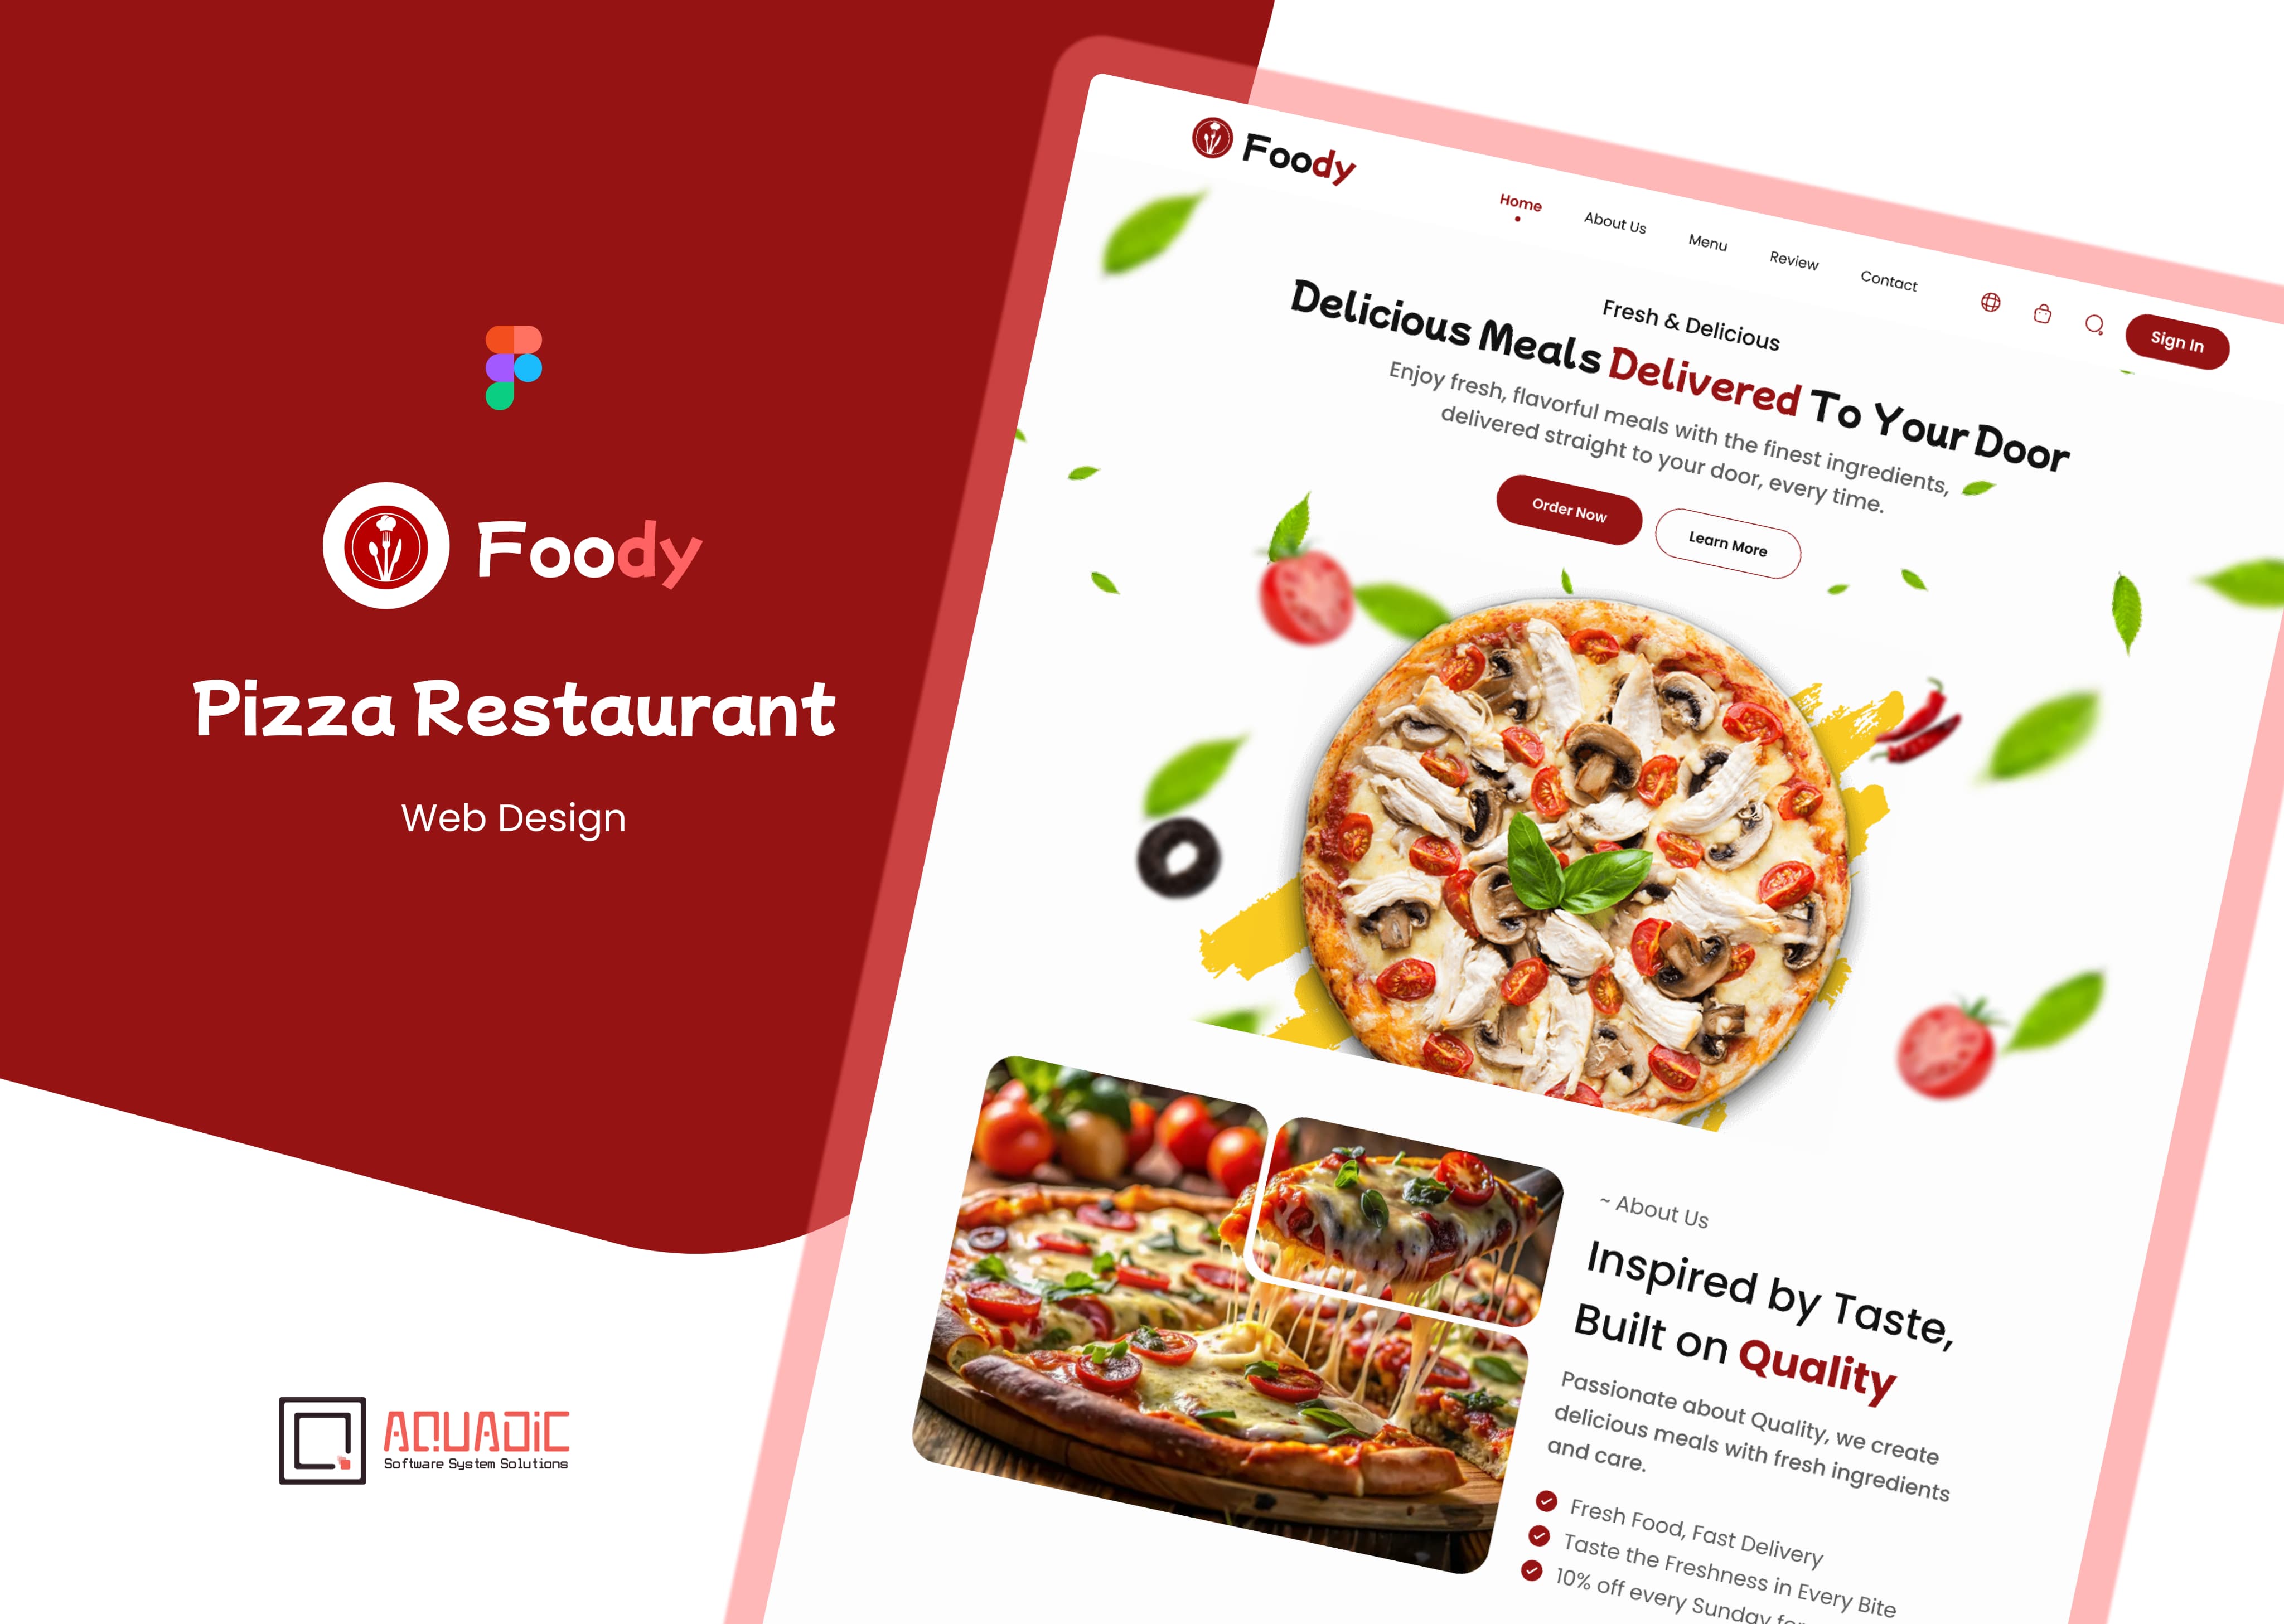 Foody
Pizza Restaurant
Web Design
AQUADiC
Software System Solutions
Foody
Home
About Us
Menu
Review
Contact
Sign In
Fresh & Delicious
Delicious Meals Delivered To Your Door
Enjoy fresh, flavorful meals with the finest ingredients,
delivered straight to your door, every time.
Order Now
Learn More
~ About Us
Inspired by Taste,
Built on Quality
Passionate about Quality, we create
delicious meals with fresh ingredients
and care.
Fresh Food, Fast Delivery
Taste the Freshness in Every Bite
10% off every Sunday